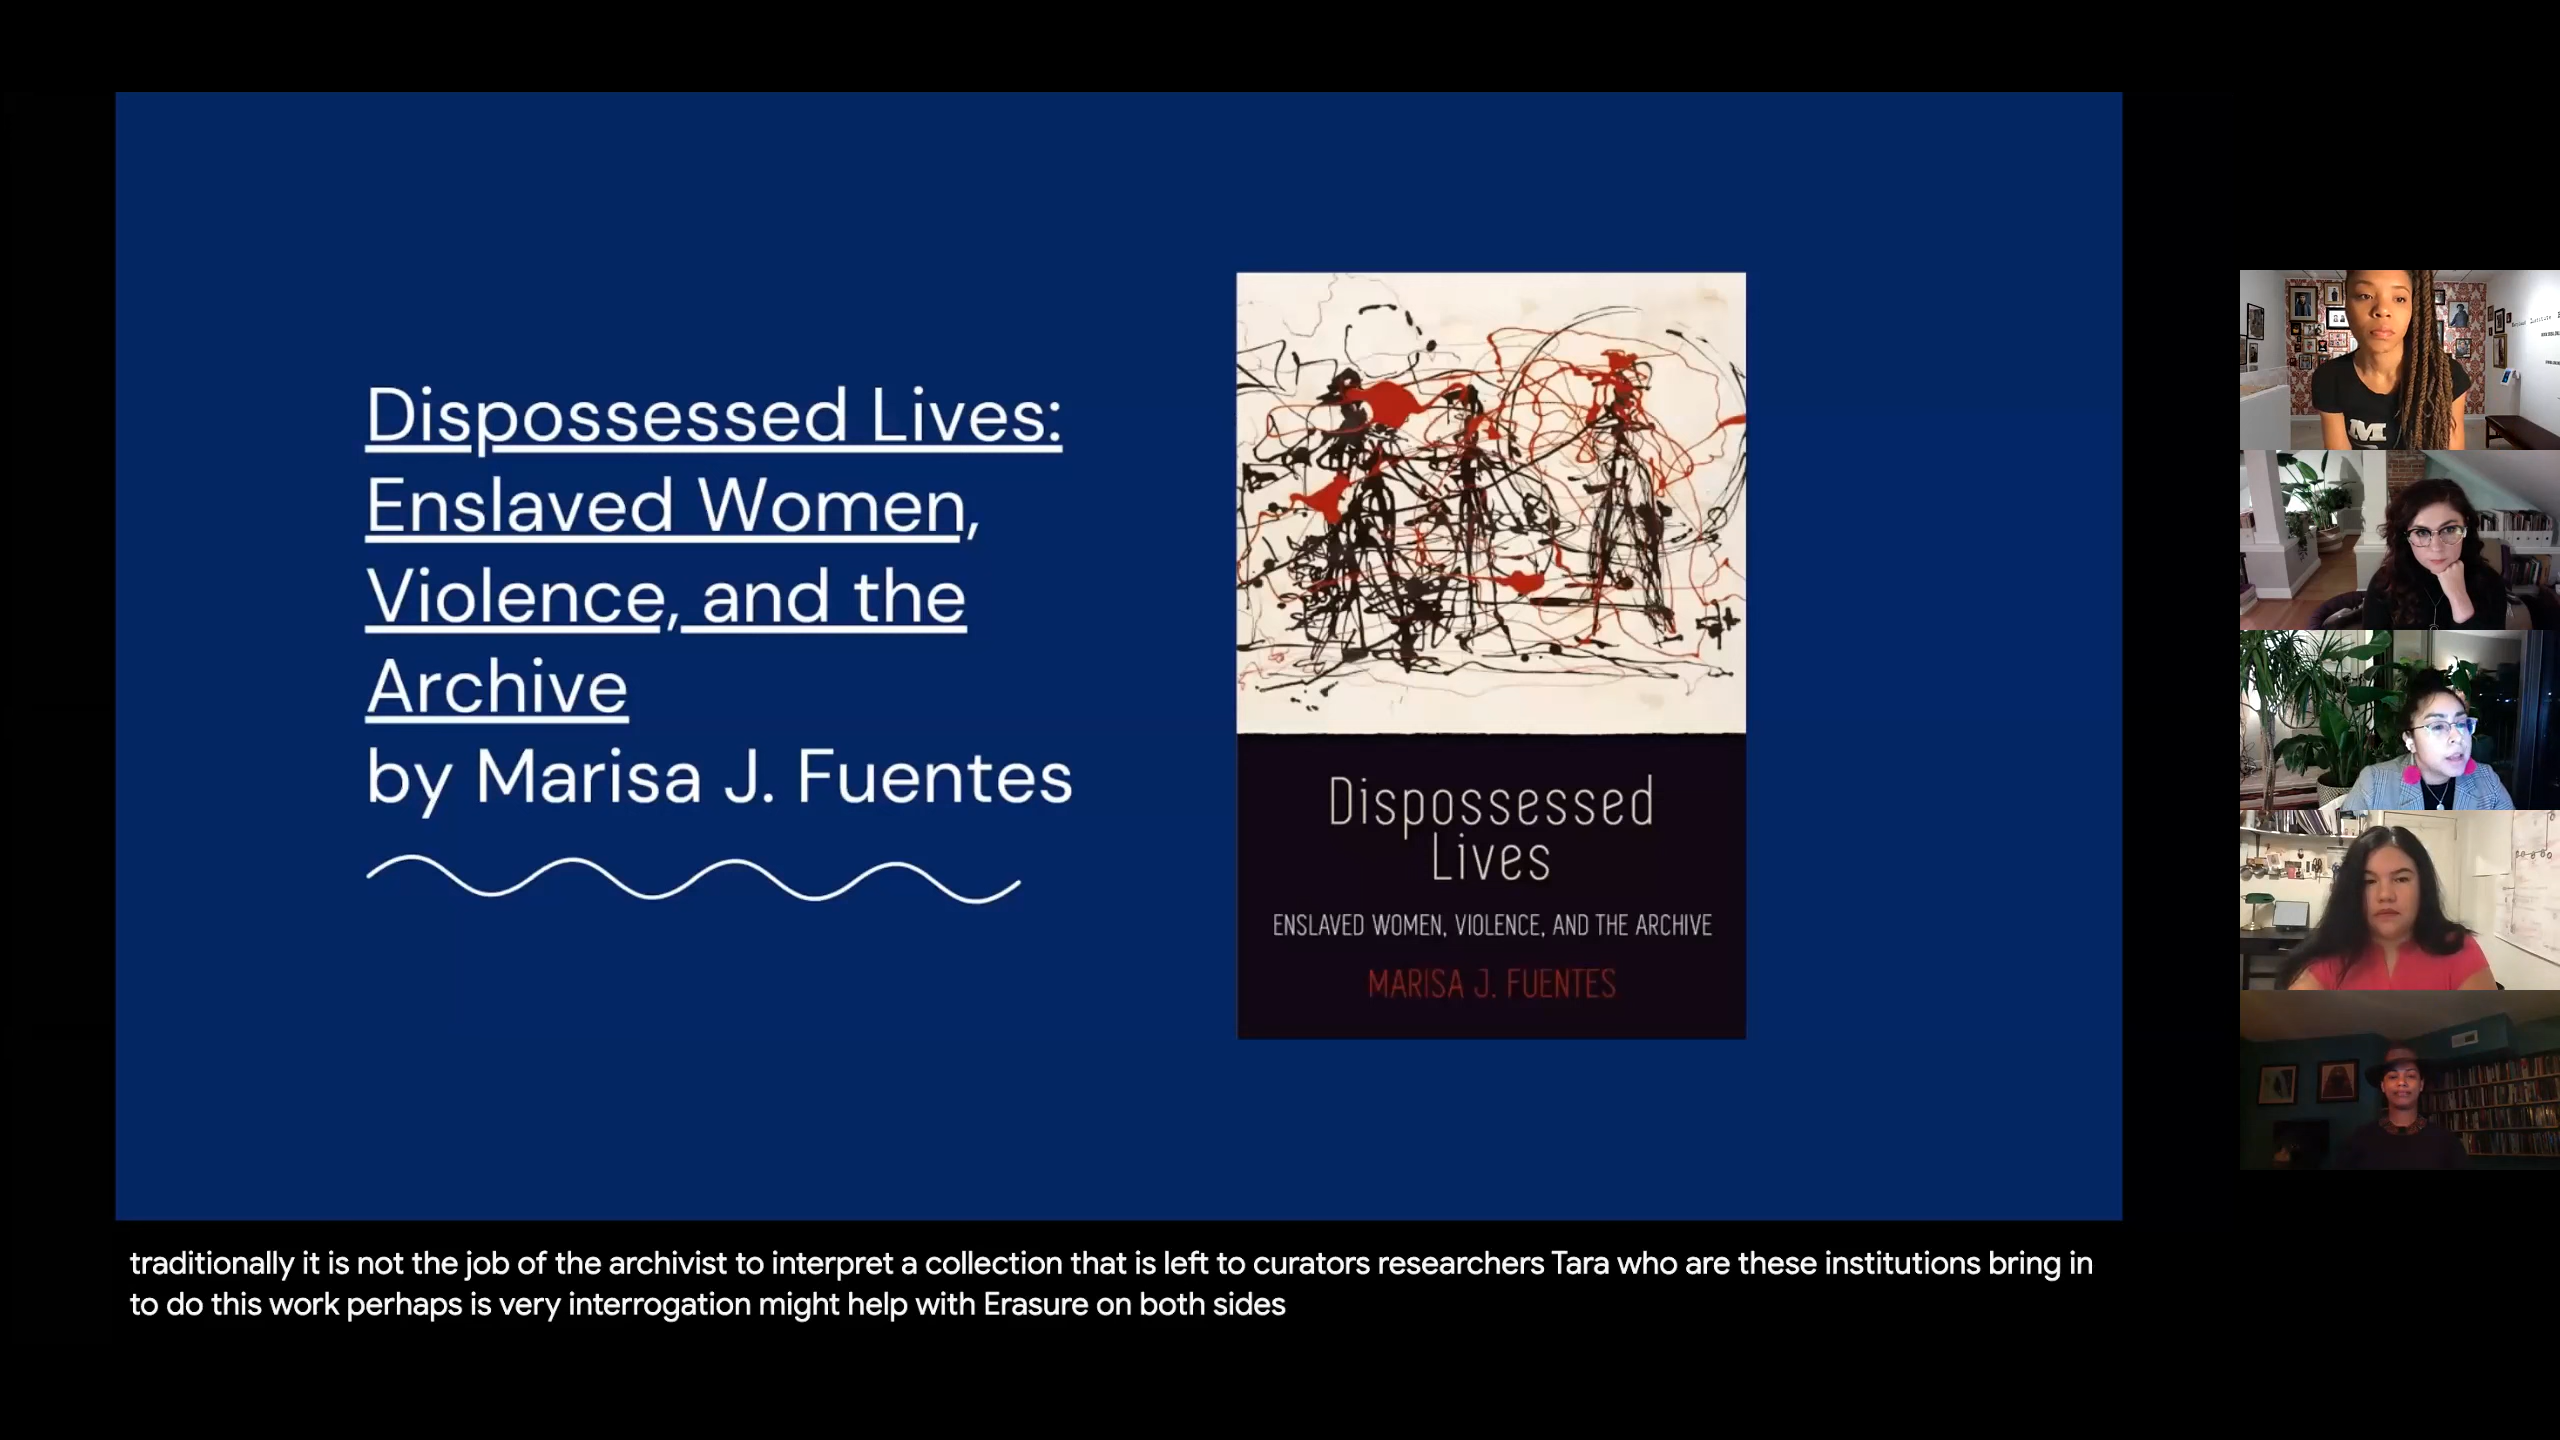 Dispossessed Lives:
Enslaved Women,
Violence, and the
Archive
by Marisa J. Fuentes
Dispossessed
Lives
ENSLAVED WOMEN, VIOLENCE, AND THE ARCHIVE
MARISA J. FUENTES
M
traditionally it is not the job of the archivist to interpret a collection that is left to curators researchers Tara who are these institutions bring in
to do this work perhaps is very interrogation might help with Erasure on both sides